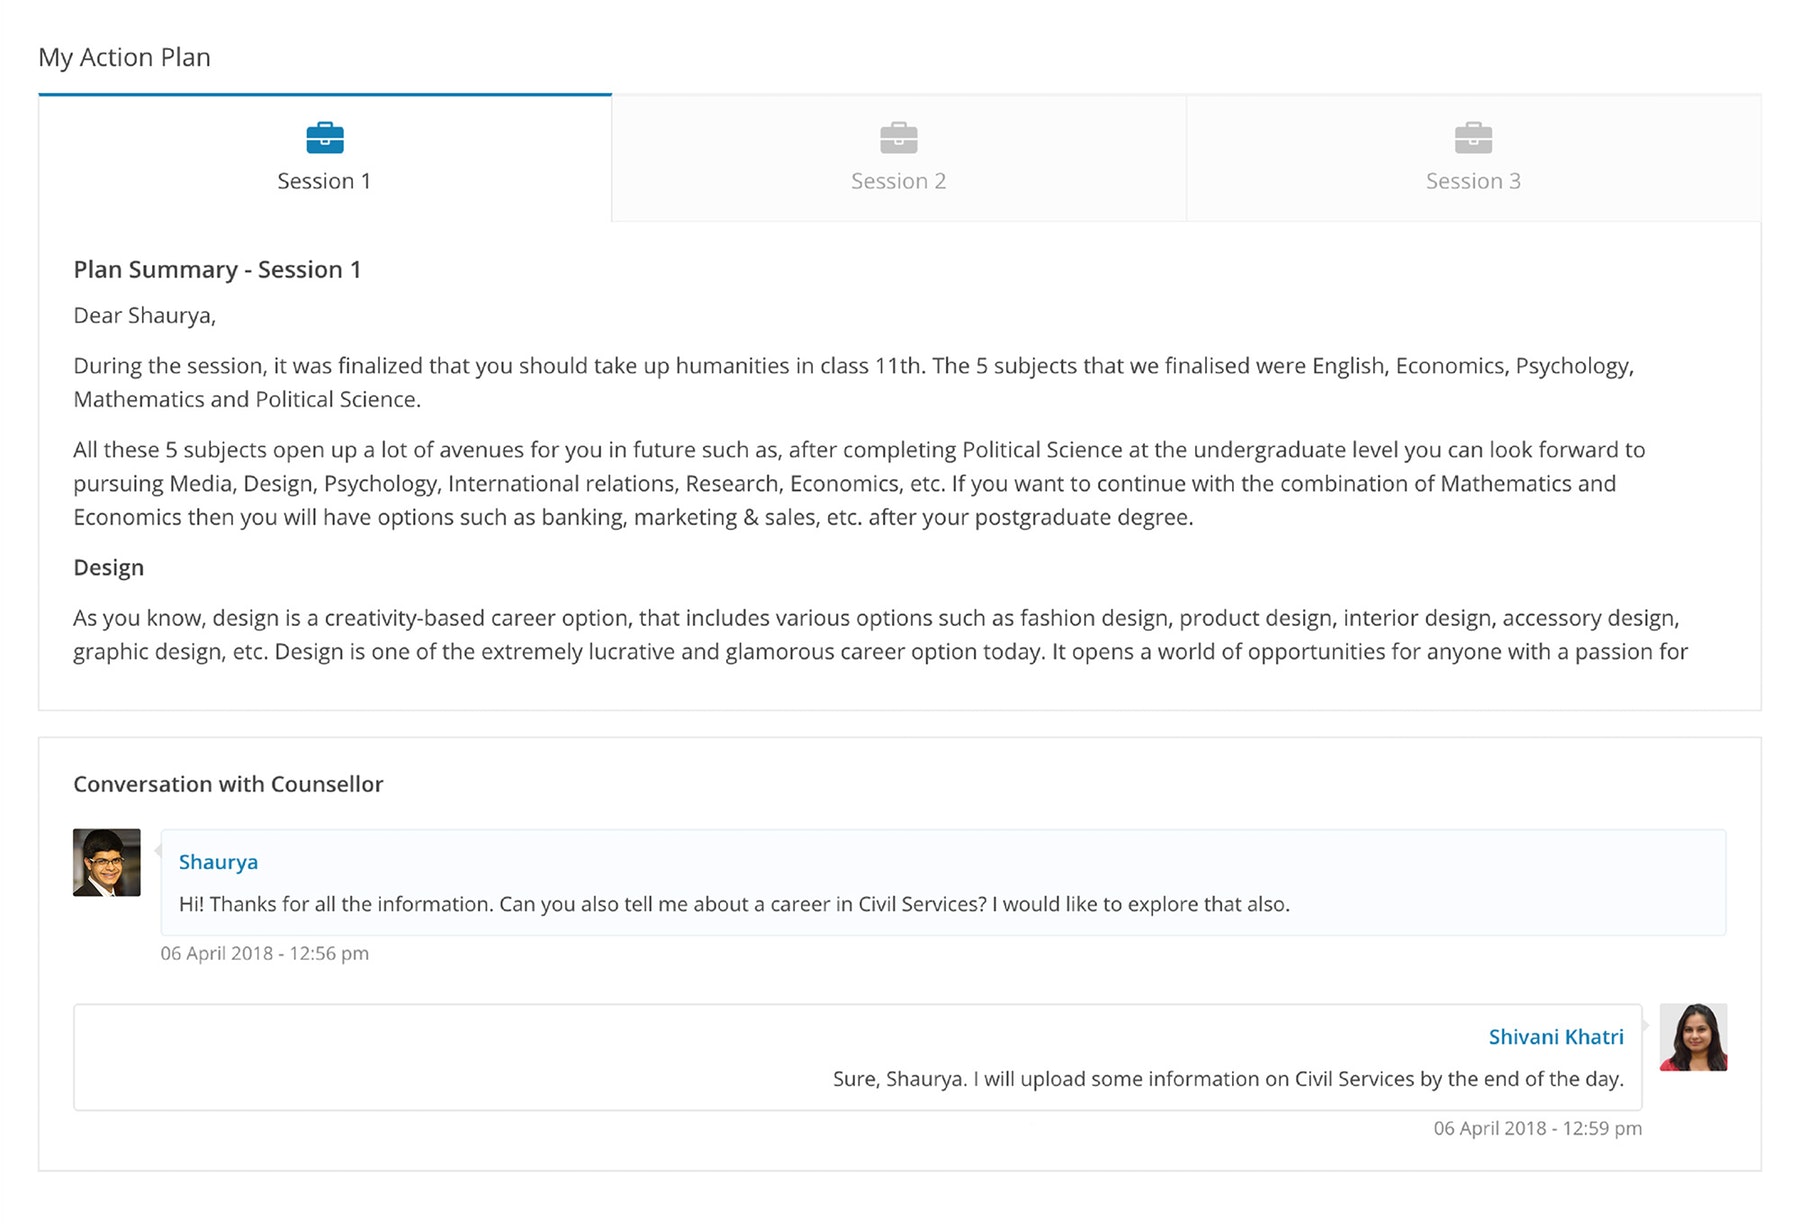 My Action Plan
Session 1
Session 2
Session 3
Plan Summary - Session 1
Dear Shaurya,
During the session, it was finalized that you should take up humanities in class 11th. The 5 subjects that we finalised were English, Economics, Psychology,
Mathematics and Political Science.
All these 5 subjects open up a lot of avenues for you in future such as, after completing Political Science at the undergraduate level you can look forward to
pursuing Media, Design, Psychology, International relations, Research, Economics, etc. If you want to continue with the combination of Mathematics and
Economics then you will have options such as banking, marketing & sales, etc. after your postgraduate degree.
Design
As you know, design is a creativity-based career option, that includes various options such as fashion design, product design, interior design, accessory design,
graphic design, etc. Design is one of the extremely lucrative and glamorous career option today. It opens a world of opportunities for anyone with a passion for
Conversation with Counsellor
Shaurya
Hi! Thanks for all the information. Can you also tell me about a career in Civil Services? I would like to explore that also.
06 April 2018 - 12:56 pm
Shivani Khatri
Sure, Shaurya. I will upload some information on Civil Services by the end of the day.
06 April 2018 - 12:59 pm